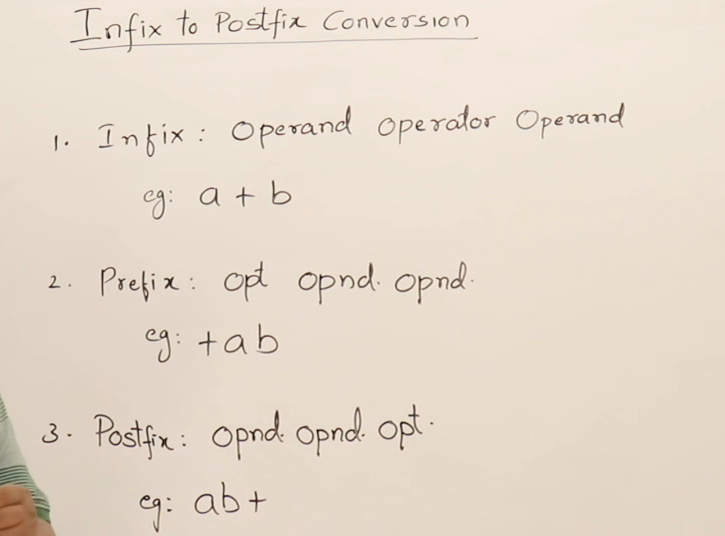 Infix to Postfix Conversion
1. Infix: Operand Operator Operand
eg: a + b
2. Prefix: opt opnd. opnd.
eg: +ab
3. Postfix: opnd. opnd. opt.
eg: ab+